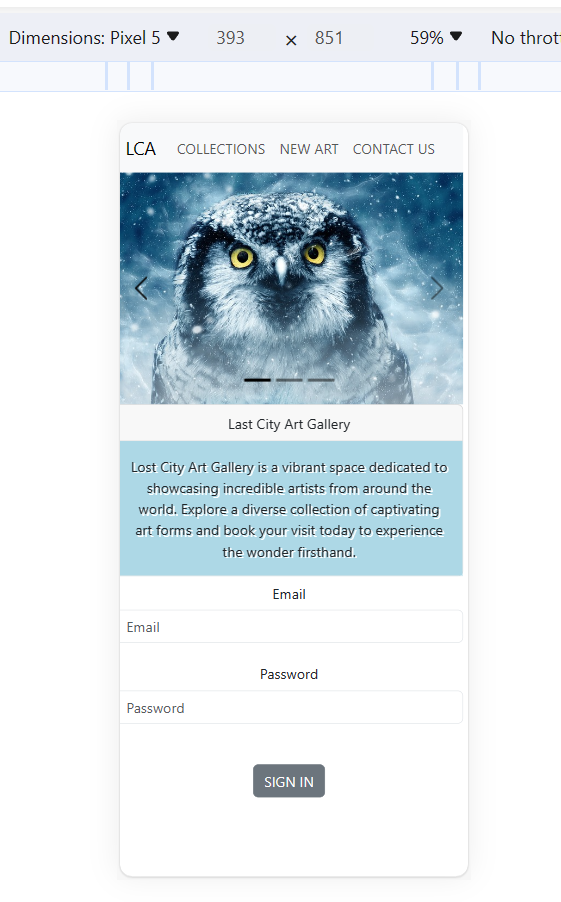 Dimensions: Pixel 5 393 × 851 59% No thrott
LCA COLLECTIONS NEW ART CONTACT US
Last City Art Gallery
Lost City Art Gallery is a vibrant space dedicated to
showcasing incredible artists from around the
world. Explore a diverse collection of captivating
art forms and book your visit today to experience
the wonder firsthand.
Email
Email
Password
Password
SIGN IN